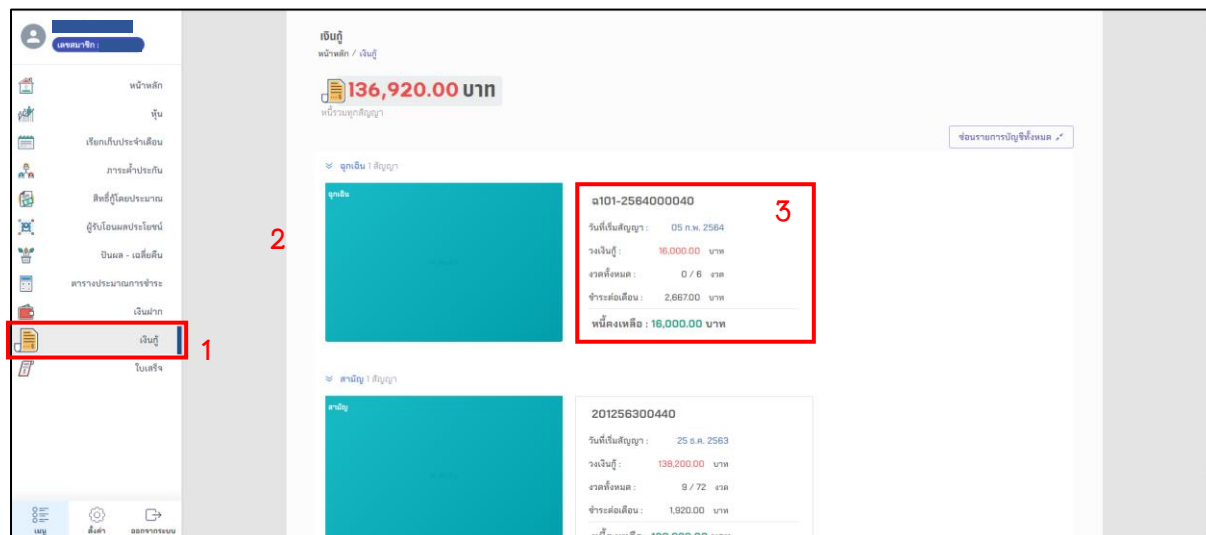 เลขสมาชิก :
หน้าหลัก
หุ้น
เรียกเก็บประจำเดือน
ภาระค้ำประกัน
สิทธิ์กู้โดยประมาณ
ผู้รับโอนผลประโยชน์
ปันผล - เฉลี่ยคืน
ตารางประมาณการชำระ
เงินฝาก
เงินกู้
1
ใบเสร็จ
เมนู
ตั้งค่า
ออกจากระบบ
เงินกู้
หน้าหลัก / เงินกู้
136,920.00 บาท
หนี้รวมทุกสัญญา
ซ่อนรายการบัญชีทั้งหมด
2
ฉุกเฉิน 1 สัญญา
ฉุกเฉิน
ฉ101-2564000040
3
วันที่เริ่มสัญญา : 05 ก.พ. 2564
วงเงินกู้ : 16,000.00 บาท
งวดทั้งหมด : 0 / 6 งวด
ชำระต่อเดือน : 2,667.00 บาท
หนี้คงเหลือ : 16,000.00 บาท
สามัญ 1 สัญญา
สามัญ
201256300440
วันที่เริ่มสัญญา : 25 ธ.ค. 2563
วงเงินกู้ : 138,200.00 บาท
งวดทั้งหมด : 9 / 72 งวด
ชำระต่อเดือน : 1,920.00 บาท